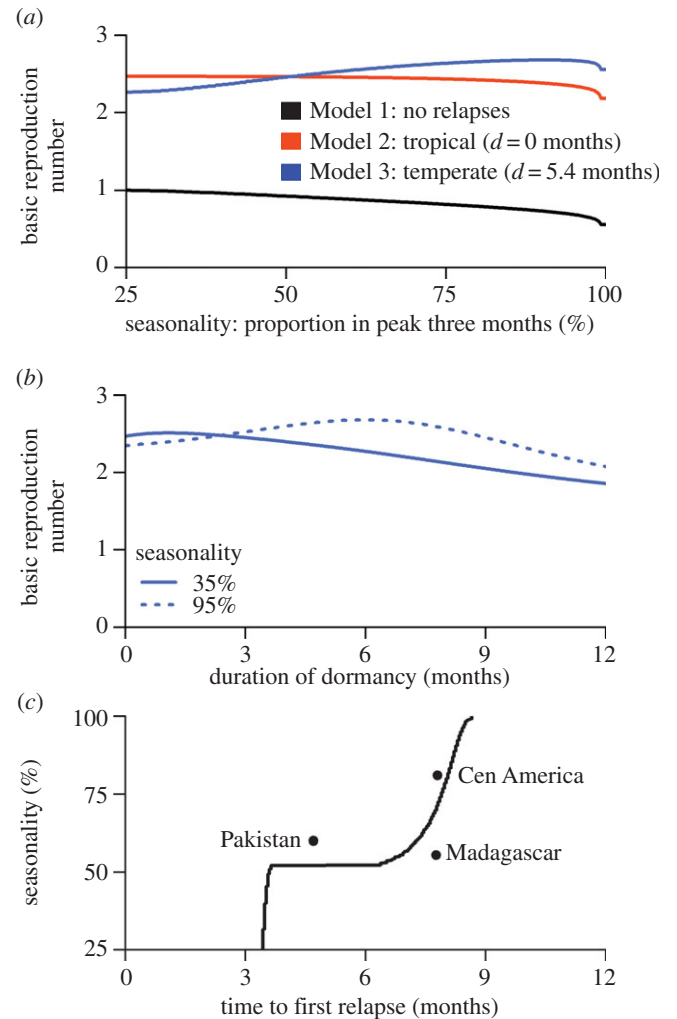 (a)
3
2
1
0
basic reproduction
number
Model 1: no relapses
Model 2: tropical (d = 0 months)
Model 3: temperate (d = 5.4 months)
25 50 75 100
seasonality: proportion in peak three months (%)
(b)
3
2
1
0
basic reproduction
number
seasonality
35%
95%
0 3 6 9 12
duration of dormancy (months)
(c)
100
75
50
25
seasonality (%)
Cen America
Pakistan
Madagascar
0 3 6 9 12
time to first relapse (months)